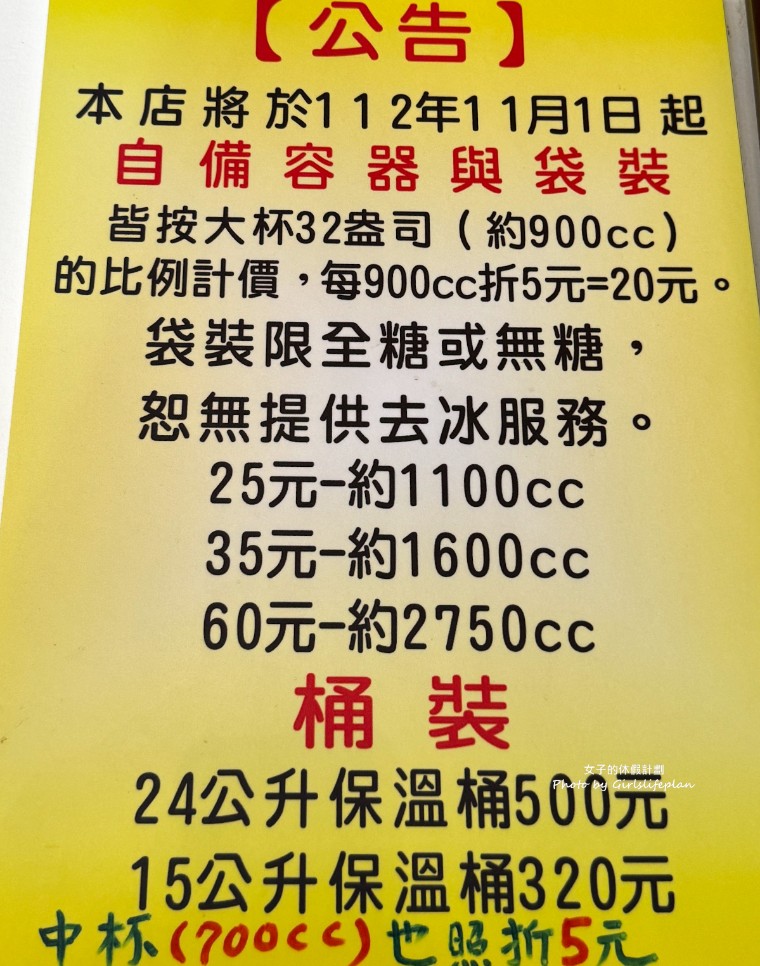 【公告】
本店將於112年11月1日起
自備容器與袋裝
皆按大杯32盎司(約900cc)
的比例計價，每900cc折5元=20元。
袋裝限全糖或無糖，
恕無提供去冰服務。
25元-約1100cc
35元-約1600cc
60元-約2750cc
桶裝
女子的休假計劃
Photo by Girlslifeplan
24公升保溫桶500元
15公升保溫桶320元
中杯(700cc)也照折5元